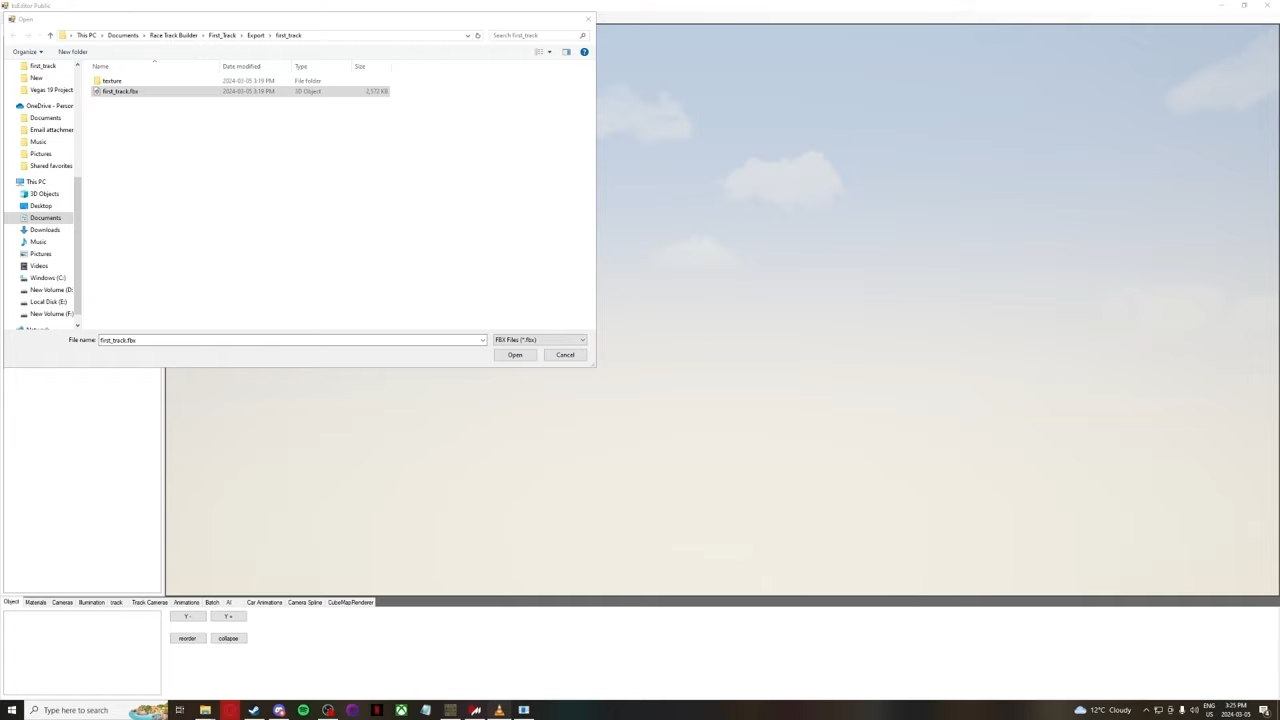 ksEditor Public
Open
This PC > Documents > Race Track Builder > First_Track > Export > first_track
Search first_track
Organize
New folder
Name
Date modified
Type
Size
first_track
New
Vegas 19 Project
OneDrive - Person
Documents
Email attachmen
Music
Pictures
Shared favorites
This PC
3D Objects
Desktop
Documents
Downloads
Music
Pictures
Videos
Windows (C:)
New Volume (D:
Local Disk (E:)
New Volume (F:)
Network
texture 2024-03-05 3:19 PM File folder
first_track.fbx 2024-03-05 3:19 PM 3D Object 2,572 KB
File name: first_track.fbx
FBX Files (*.fbx)
Open
Cancel
Object Materials Cameras Illumination track Track Cameras Animations Batch AI Car Animations Camera Spline CubeMapRenderer
Y - Y +
reorder collapse
Type here to search
12°C Cloudy
ENG
US
3:25 PM
2024-03-05